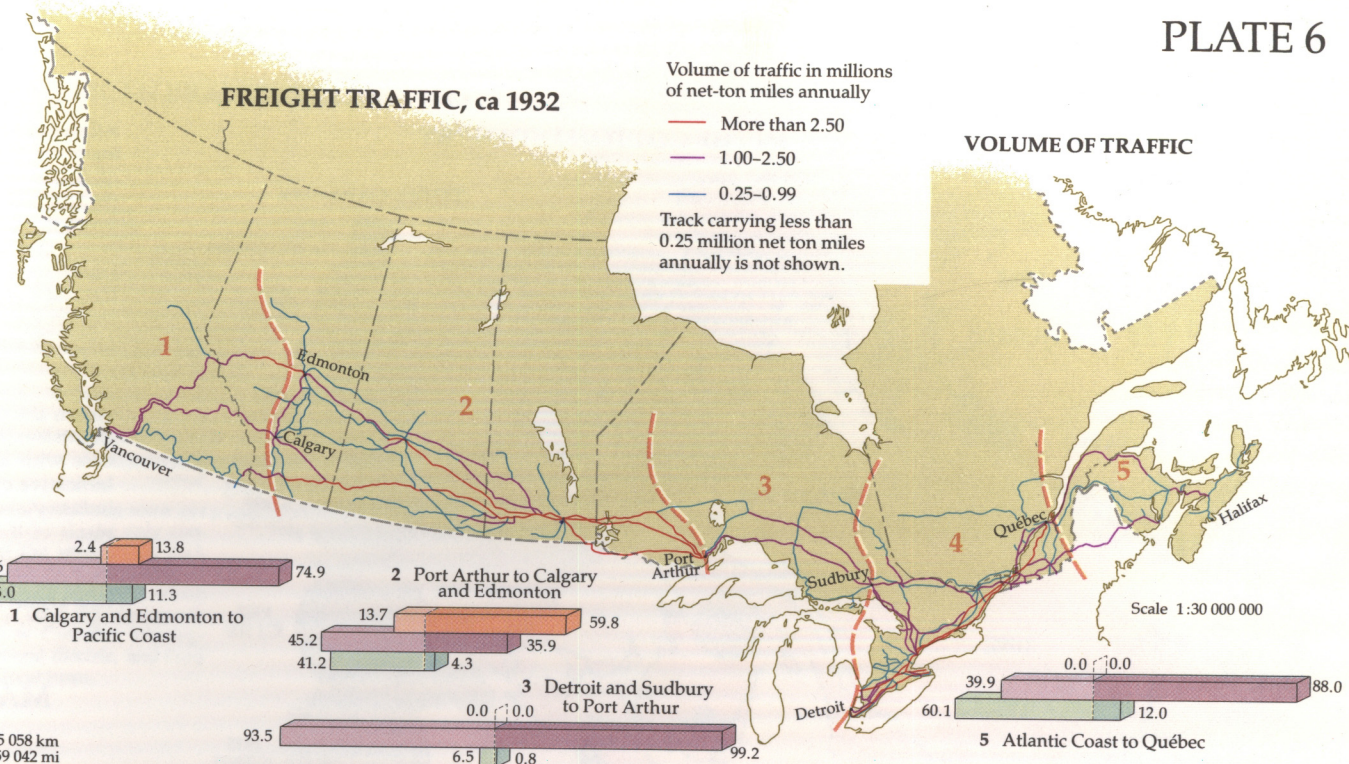 PLATE 6
FREIGHT TRAFFIC, ca 1932
Volume of traffic in millions
of net-ton miles annually
More than 2.50
1.00–2.50
0.25–0.99
Track carrying less than
0.25 million net ton miles
annually is not shown.
VOLUME OF TRAFFIC
1
Edmonton
2
Calgary
Vancouver
3
Port
Arthur
Sudbury
4
Québec
5
Halifax
Detroit
Scale 1:30 000 000
2.4
13.8
74.9
11.3
1 Calgary and Edmonton to
Pacific Coast
2 Port Arthur to Calgary
and Edmonton
13.7
59.8
45.2
35.9
41.2
4.3
3 Detroit and Sudbury
to Port Arthur
0.0
0.0
93.5
99.2
6.5
0.8
0.0
0.0
39.9
88.0
60.1
12.0
5 Atlantic Coast to Québec
058 km
042 mi